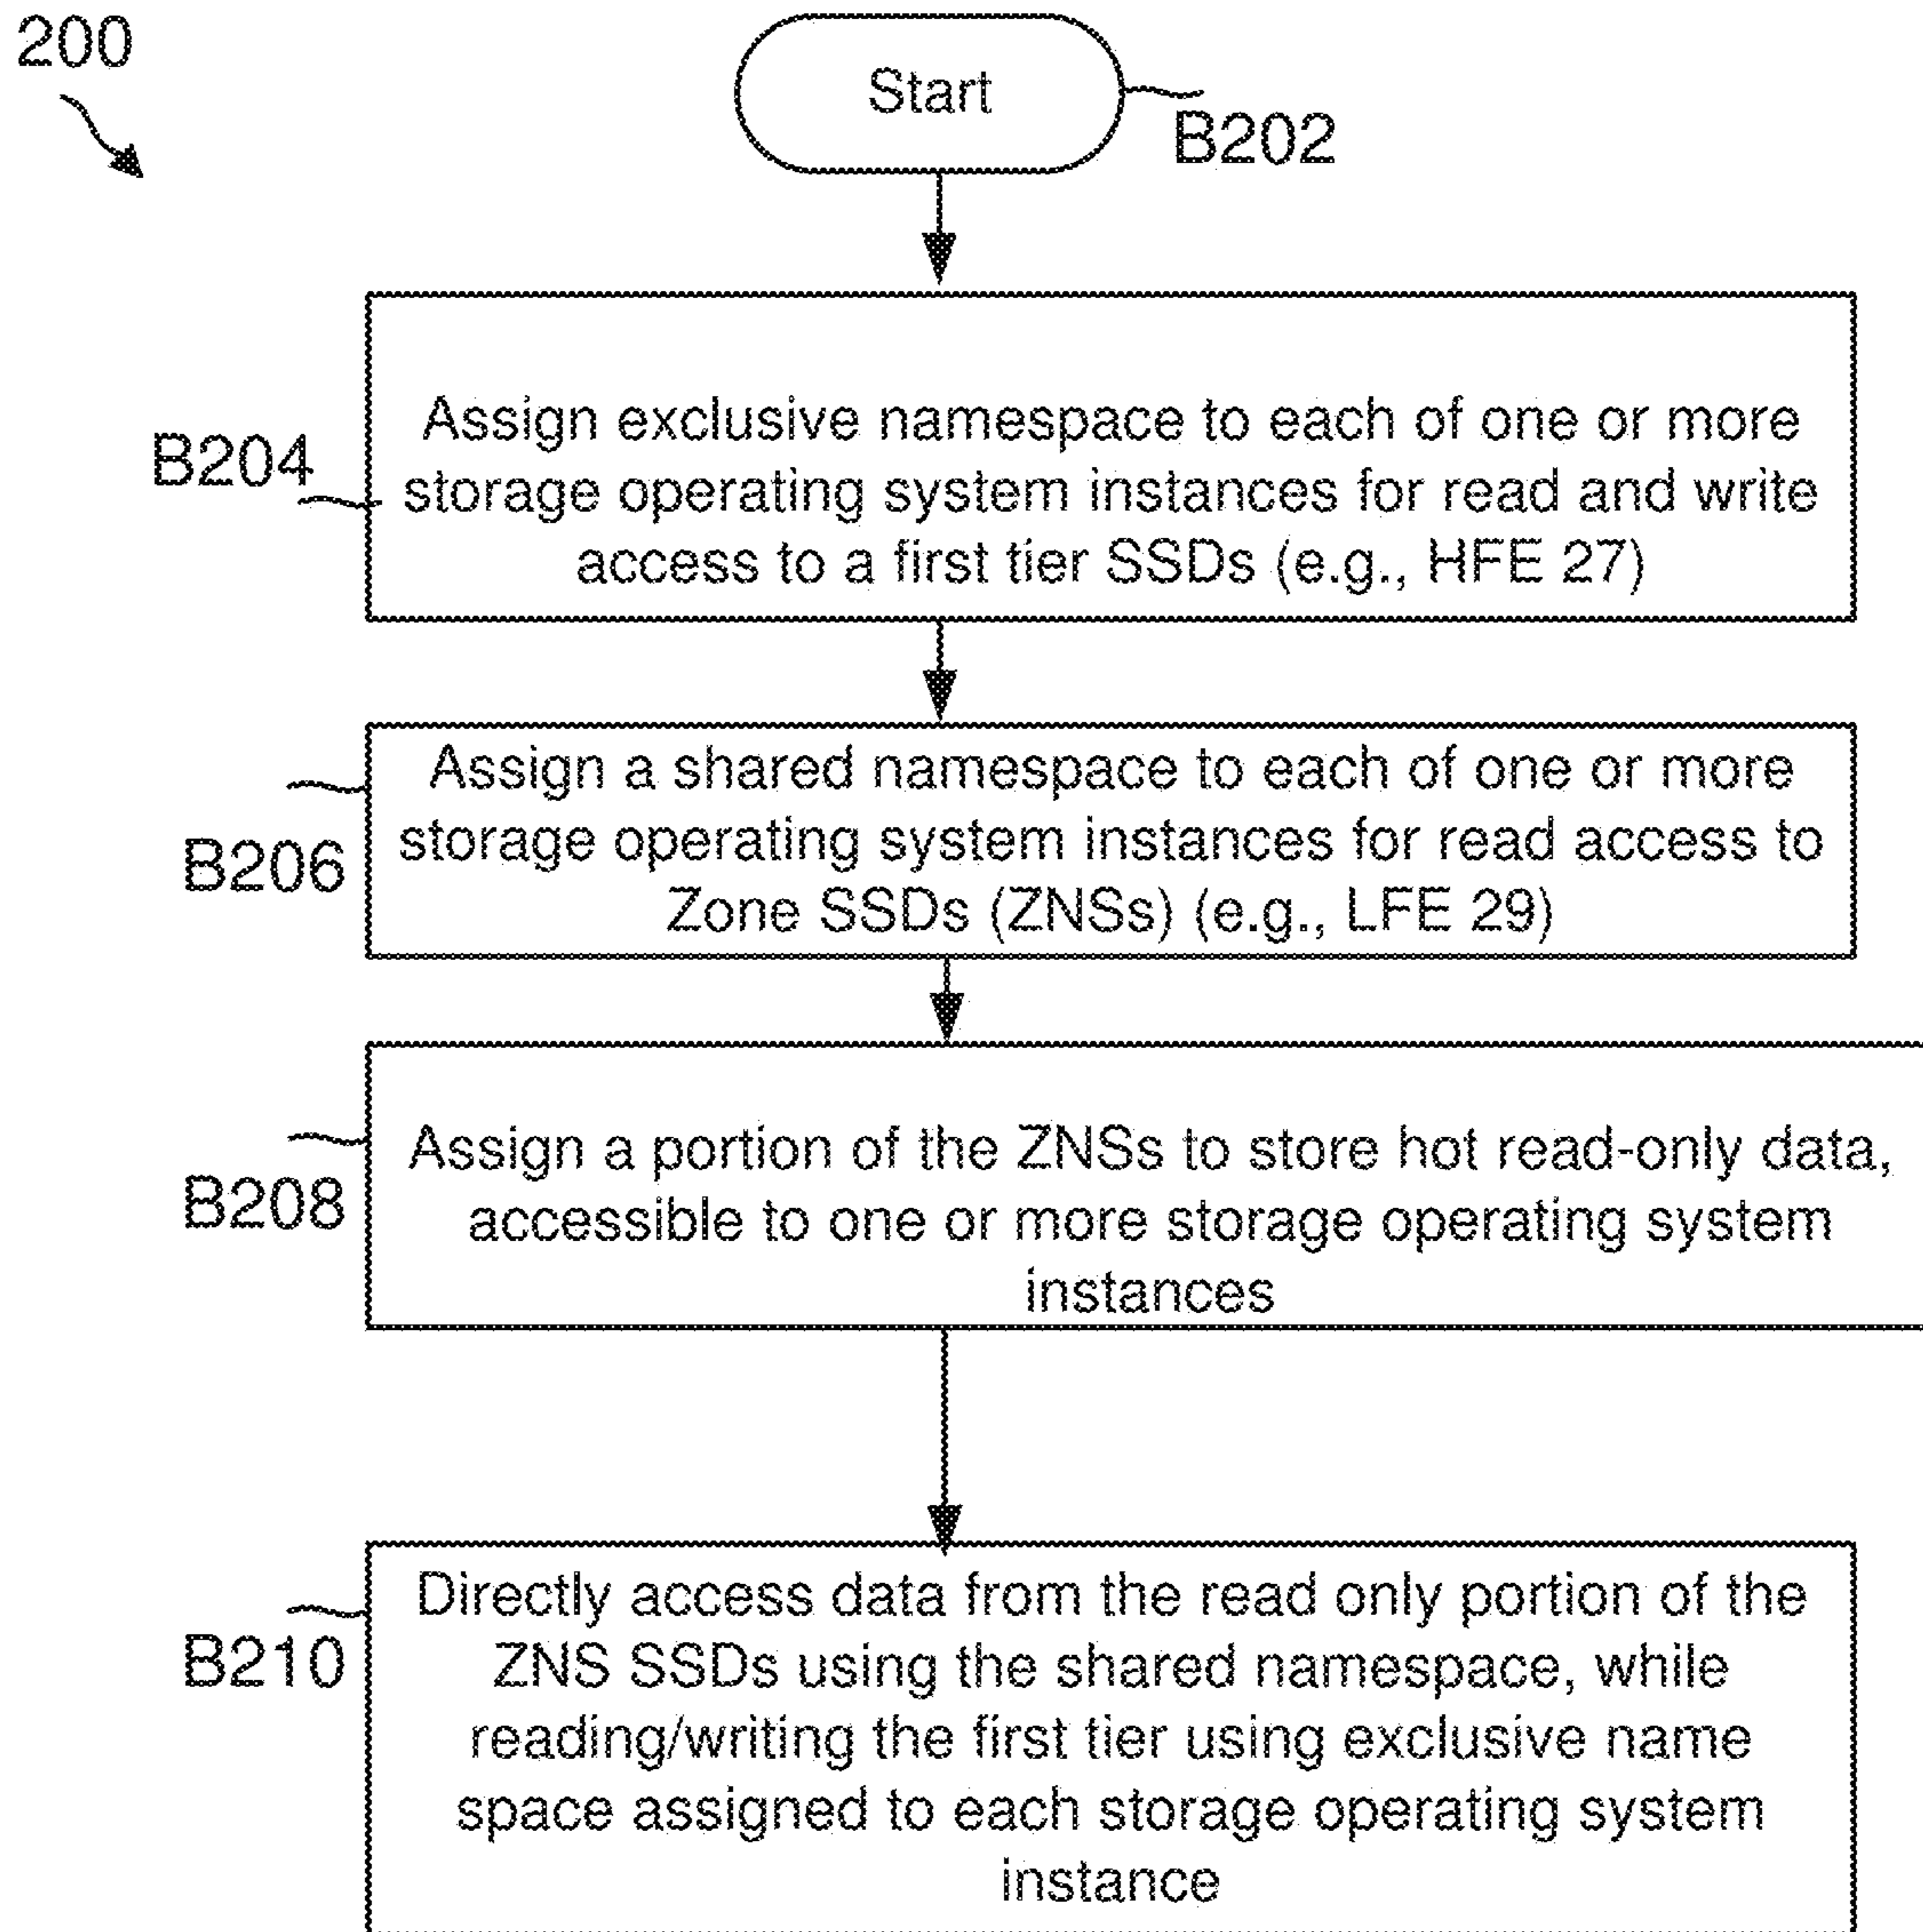 200
Start
B202
Assign exclusive namespace to each of one or more
B204
storage operating system instances for read and write
access to a first tier SSDs (e.g., HFE 27)
Assign a shared namespace to each of one or more
storage operating system instances for read access to
B206
Zone SSDs (ZNSs) (e.g., LFE 29)
Assign a portion of the ZNSs to store hot read-only data,
B208
accessible to one or more storage operating system
instances
Directly access data from the read only portion of the
B210
ZNS SSDs using the shared namespace, while
reading/writing the first tier using exclusive name
space assigned to each storage operating system
instance